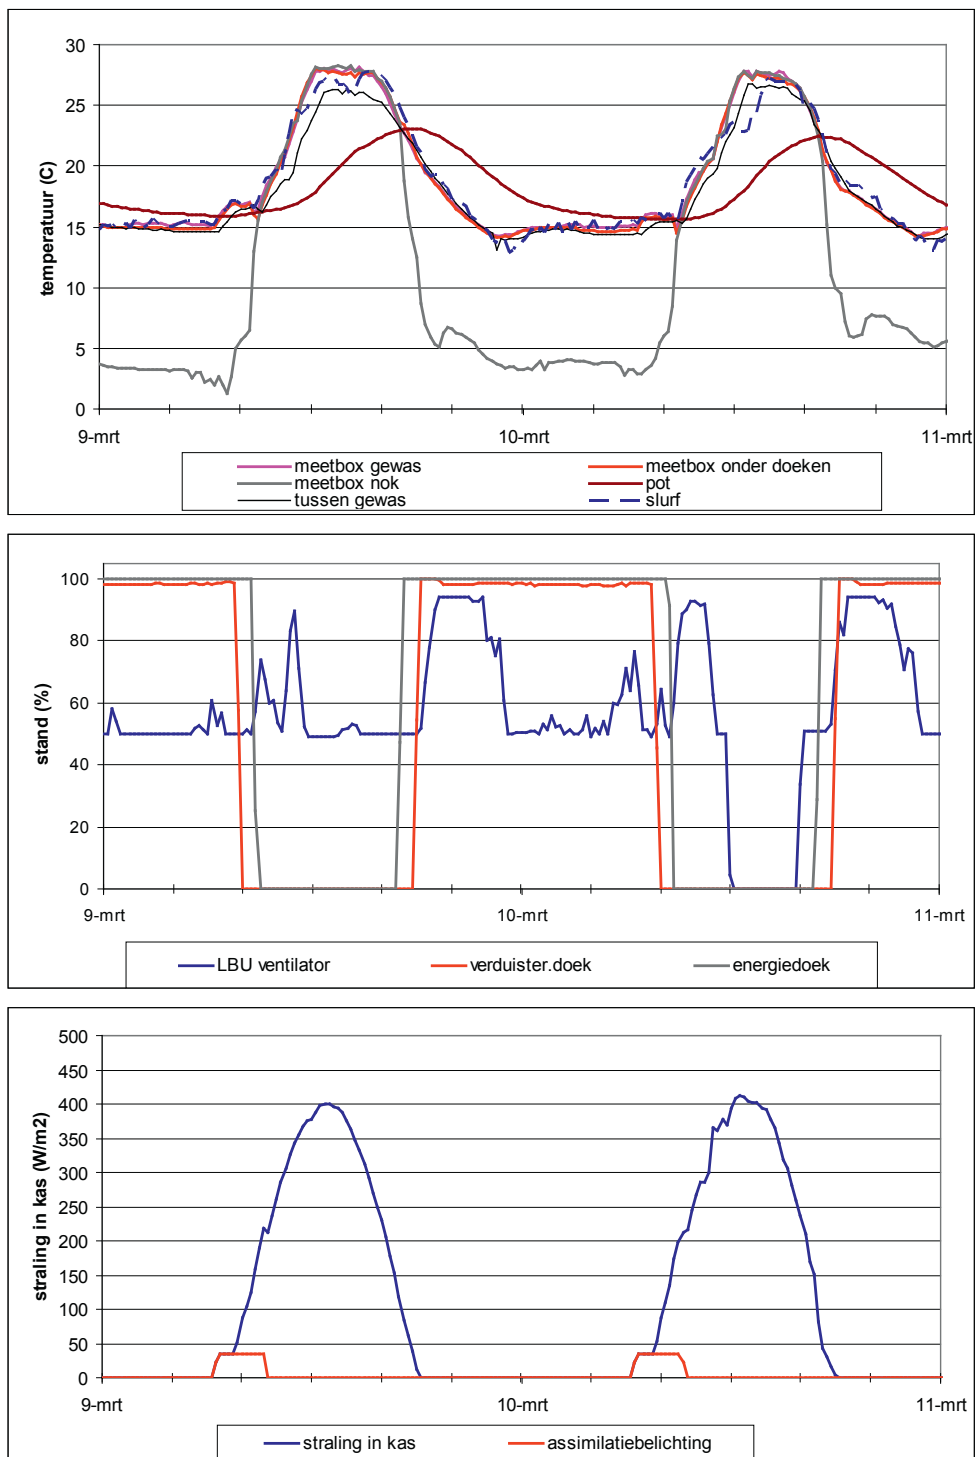 temperatuur (C)
30
25
20
15
10
5
0
9-mrt
10-mrt
11-mrt
meetbox gewas
meetbox onder doeken
meetbox nok
pot
tussen gewas
slurf
stand (%)
100
80
60
40
20
0
9-mrt
10-mrt
11-mrt
LBU ventilator
verduister.doek
energiedoek
straling in kas (W/m2)
500
450
400
350
300
250
200
150
100
50
0
9-mrt
10-mrt
11-mrt
straling in kas
assimilatiebelichting